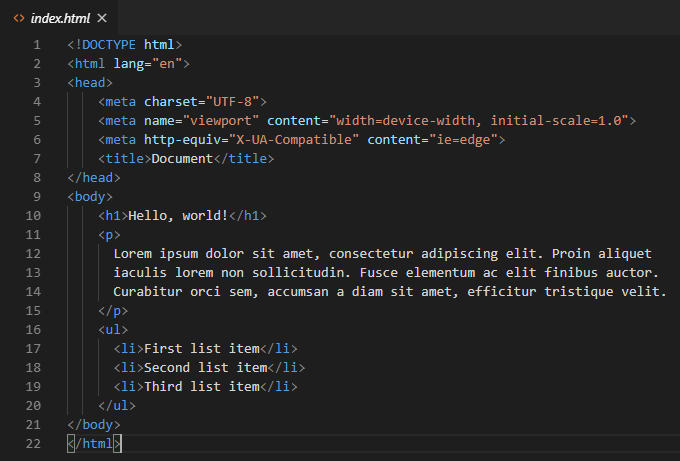 <> index.html ×
1 <!DOCTYPE html>
2 <html lang="en">
3 <head>
4     <meta charset="UTF-8">
5     <meta name="viewport" content="width=device-width, initial-scale=1.0">
6     <meta http-equiv="X-UA-Compatible" content="ie=edge">
7     <title>Document</title>
8 </head>
9 <body>
10     <h1>Hello, world!</h1>
11     <p>
12       Lorem ipsum dolor sit amet, consectetur adipiscing elit. Proin aliquet
13       iaculis lorem non sollicitudin. Fusce elementum ac elit finibus auctor.
14       Curabitur orci sem, accumsan a diam sit amet, efficitur tristique velit.
15     </p>
16     <ul>
17       <li>First list item</li>
18       <li>Second list item</li>
19       <li>Third list item</li>
20     </ul>
21 </body>
22 </html>